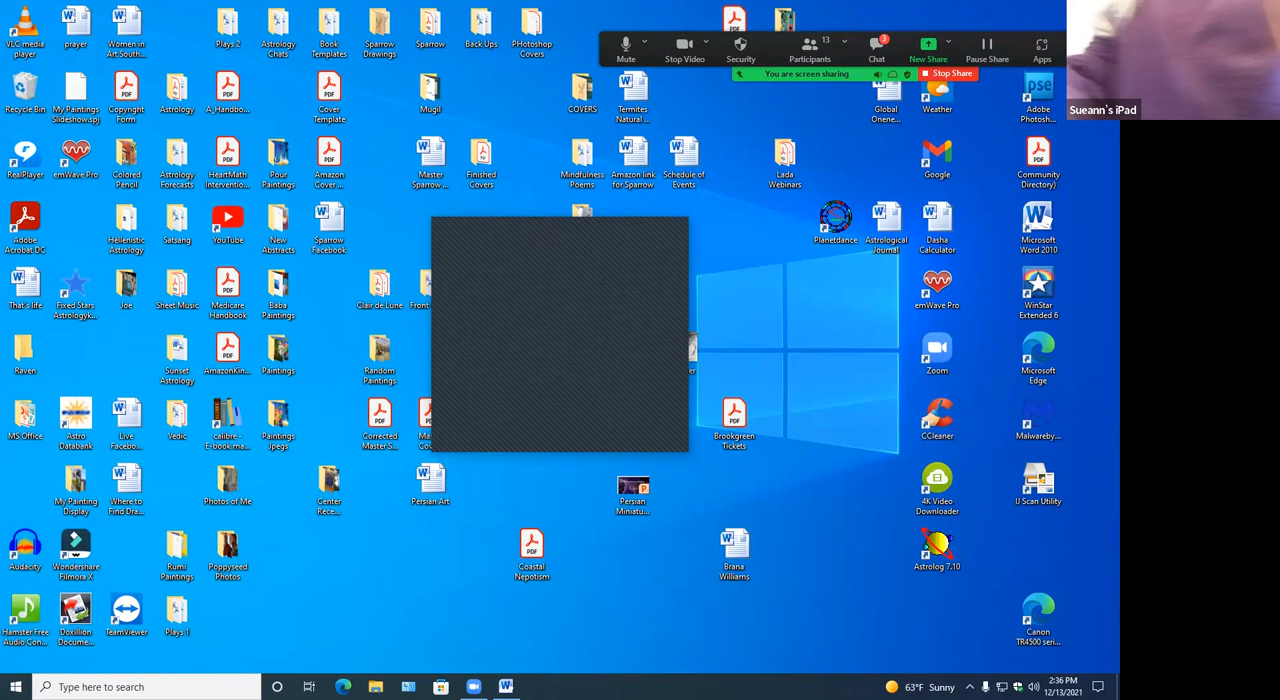 VLC media
player
prayer
Women in
Art South...
Plays 2
Astrology
Chats
Book
Templates
Sparrow
Drawings
Sparrow
Back Ups
PHotoshop
Covers
Mute
Stop Video
Security
13
Participants
3
Chat
New Share
Pause Share
Apps
You are screen sharing
Stop Share
Sueann's iPad
Recycle Bin
My Paintings
Slideshow.spj
Copyright
Form
Astrology
A_Handbo...
Cover
Template
Mugil
COVERS
Termites
Natural ...
Global
Onene...
Weather
Adobe
Photosh...
RealPlayer
emWave Pro
Colored
Pencil
Astrology
Forecasts
HeartMath
Interventio...
Pour
Paintings
Amazon
Cover ...
Master
Sparrow ...
Finished
Covers
Mindfulness
Poems
Amazon link
for Sparrow
Schedule of
Events
Lada
Webinars
Google
Community
Directory)
Adobe
Acrobat DC
Hellenistic
Astrology
Satsang
YouTube
New
Abstracts
Sparrow
Facebook
Planetdance
Astrological
Journal
Dasha
Calculator
Microsoft
Word 2010
That's life
Fixed Stars
Astrologyk...
Joe
Sheet Music
Medicare
Handbook
Baba
Paintings
Clair de Lune
Front
emWave Pro
WinStar
Extended 6
Raven
Sunset
Astrology
AmazonKin...
Paintings
Random
Paintings
er
Zoom
Microsoft
Edge
MS Office
Astro
Databank
Live
Facebo...
Vedic
calibre -
E-book ma...
Paintings
Jpegs
Corrected
Master S...
Mas
Co
Brookgreen
Tickets
CCleaner
Malwareby...
My Painting
Display
Where to
Find Dra...
Photos of Me
Center
Rece...
Persian Art
Persian
Miniatu...
4K Video
Downloader
IJ Scan Utility
Audacity
Wondershare
Filmora X
Rumi
Paintings
Poppyseed
Photos
PDF
Coastal
Nepotism
Brana
Williams
Astrolog 7.10
Hamster Free
Audio Con...
Doxillion
Docume...
TeamViewer
Plays 1
Canon
TR4500 seri...
Type here to search
63°F Sunny
2:36 PM
12/13/2021